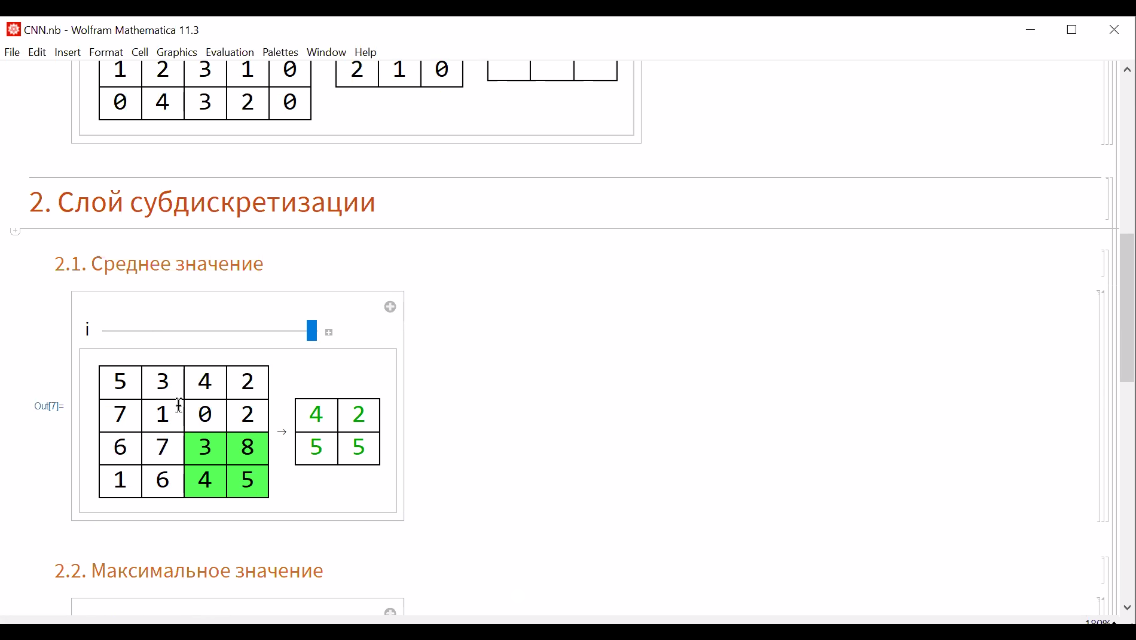 CNN.nb - Wolfram Mathematica 11.3
File Edit Insert Format Cell Graphics Evaluation Palettes Window Help
1 2 3 1 0 2 1 0
0 4 3 2 0
2. Слой субдискретизации
2.1. Среднее значение
i
5 3 4 2
7 1 0 2 4 2
Out[7]=
→
6 7 3 8 5 5
1 6 4 5
2.2. Максимальное значение